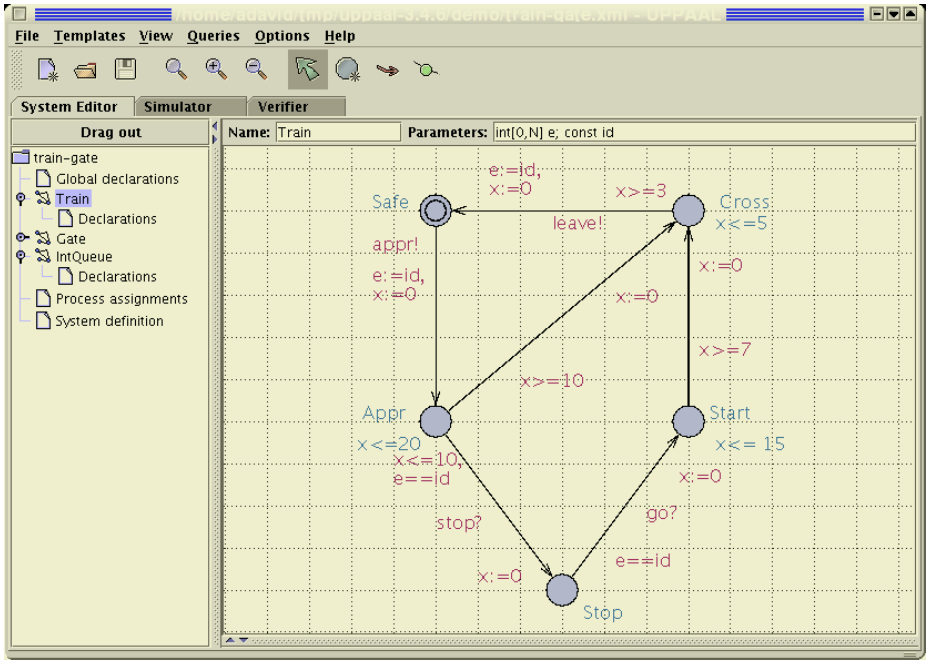 /home/adavid/tmp/uppaal-3.4.6/demo/train-gate.xml - UPPAAL
File Templates View Queries Options Help
System Editor Simulator Verifier
Drag out
Name: Train Parameters: int[0,N] e; const id
train-gate
Global declarations
Train
Declarations
Gate
IntQueue
Declarations
Process assignments
System definition
e:=id,
x:=0
x>=3
Safe
Cross
x<=5
leave!
appr!
e:=id,
x:=0
x:=0
x:=0
x>=7
x>=10
Appr
x<=20
Start
x<= 15
x<=10,
e==id
x:=0
stop?
go?
e==id
x:=0
Stop